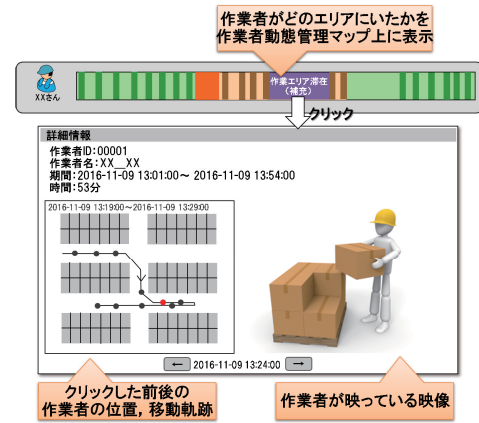 作業者がどのエリアにいたかを
作業者動態管理マップ上に表示
XXさん
作業エリア滞在
(補充)
クリック
詳細情報
作業者ID:00001
作業者名:XX__XX
期間:2016-11-09 13:01:00～ 2016-11-09 13:54:00
時間:53分
2016-11-09 13:19:00～2016-11-09 13:29:00
← 2016-11-09 13:24:00 →
クリックした前後の
作業者の位置，移動軌跡
作業者が映っている映像